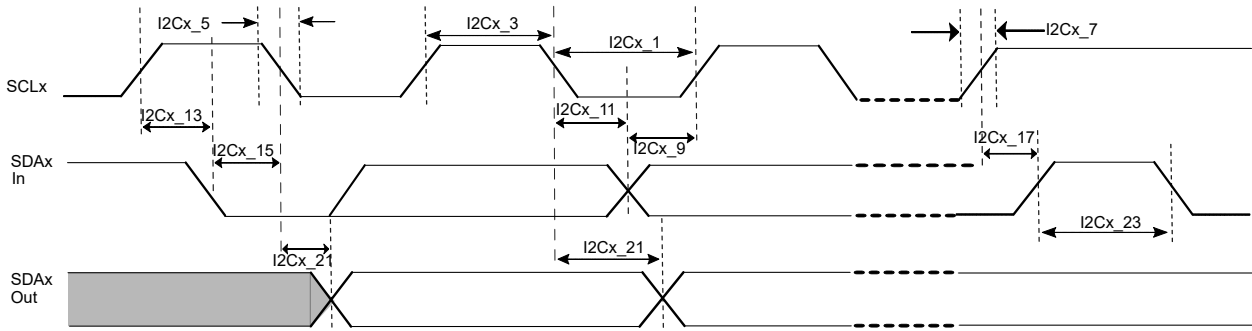 I2Cx_5
I2Cx_3
I2Cx_1
I2Cx_7
SCLx
I2Cx_13
I2Cx_11
I2Cx_9
I2Cx_17
I2Cx_15
SDAx
In
I2Cx_23
I2Cx_21
I2Cx_21
SDAx
Out